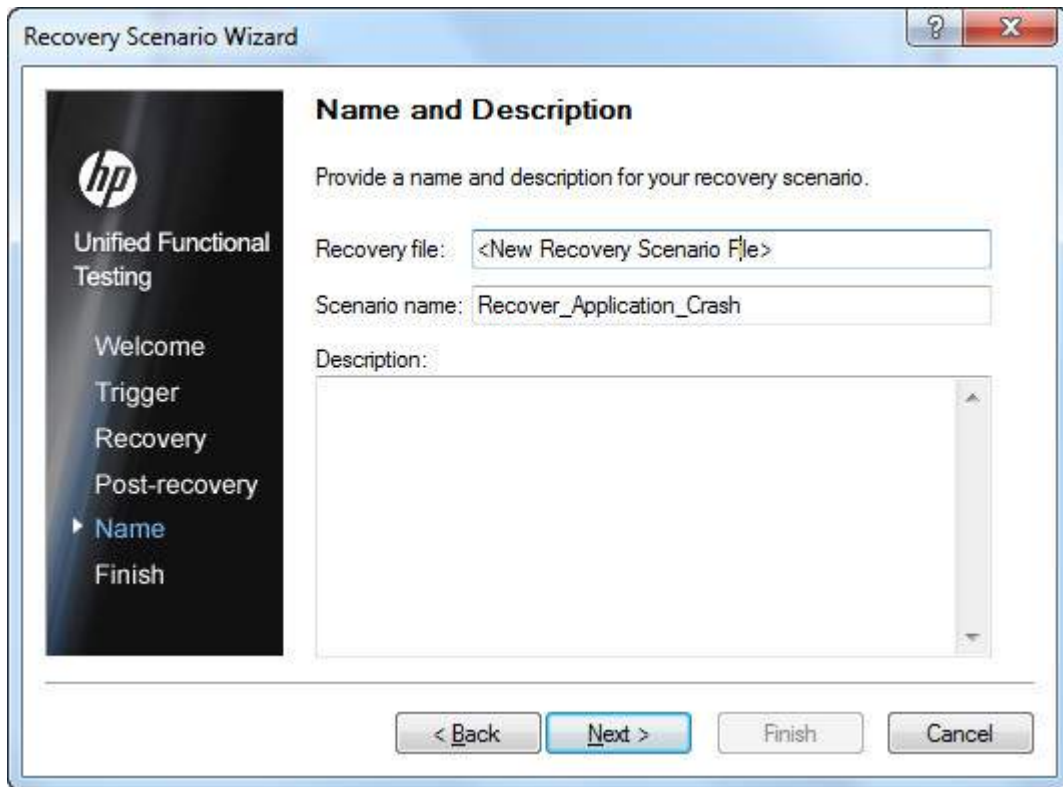 Recovery Scenario Wizard
?
X
hp
Unified Functional
Testing
Welcome
Trigger
Recovery
Post-recovery
Name
Finish
Name and Description
Provide a name and description for your recovery scenario.
Recovery file: <New Recovery Scenario File>
Scenario name: Recover_Application_Crash
Description:
< Back Next > Finish Cancel